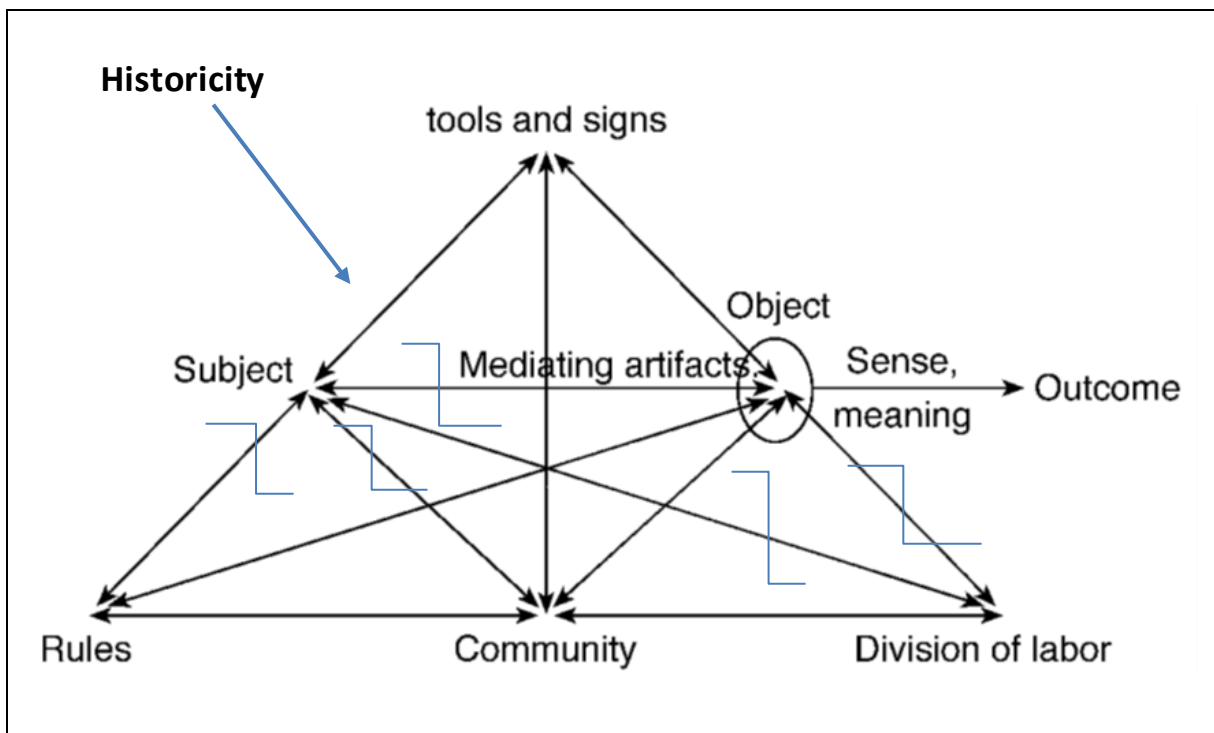 Historicity
tools and signs
Object
Subject
Mediating artifacts.
Sense,
meaning
Outcome
Rules
Community
Division of labor